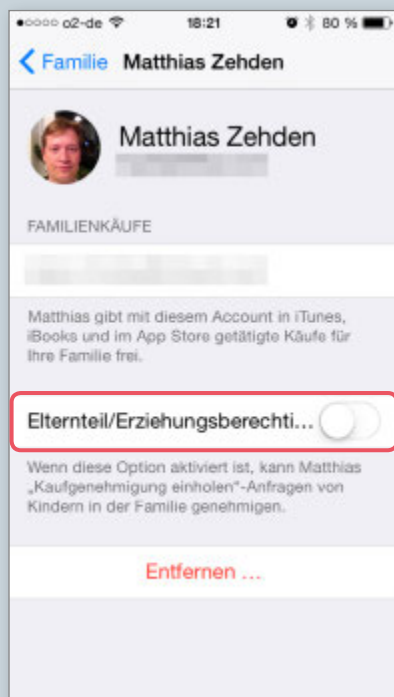 o2-de 18:21 80 %
Familie Matthias Zehden
Matthias Zehden
FAMILIENKÄUFE
Matthias gibt mit diesem Account in iTunes,
iBooks und im App Store getätigte Käufe für
Ihre Familie frei.
Elternteil/Erziehungsberechti...
Wenn diese Option aktiviert ist, kann Matthias
„Kaufgenehmigung einholen“-Anfragen von
Kindern in der Familie genehmigen.
Entfernen ...